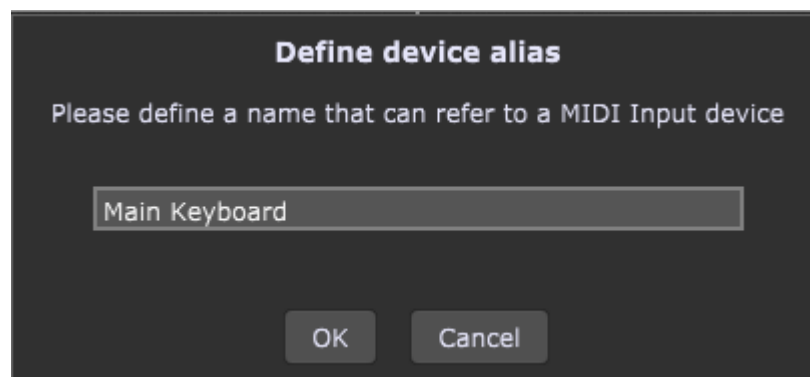 Define device alias
Please define a name that can refer to a MIDI Input device
Main Keyboard
OK Cancel